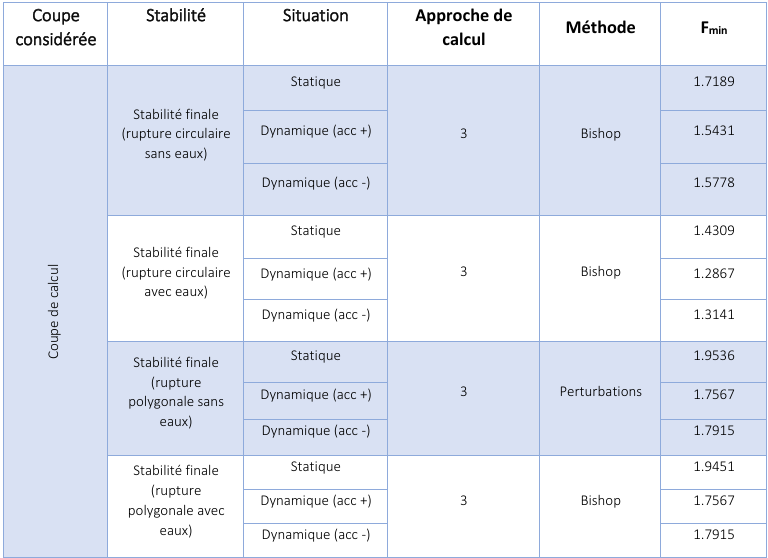 Coupe considérée
Stabilité
Situation
Approche de calcul
Méthode
Fmin
Coupe de calcul
Stabilité finale
(rupture circulaire
sans eaux)
Statique
Dynamique (acc +)
Dynamique (acc -)
3
Bishop
1.7189
1.5431
1.5778
Stabilité finale
(rupture circulaire
avec eaux)
Statique
Dynamique (acc +)
Dynamique (acc -)
3
Bishop
1.4309
1.2867
1.3141
Stabilité finale
(rupture
polygonale sans
eaux)
Statique
Dynamique (acc +)
Dynamique (acc -)
3
Perturbations
1.9536
1.7567
1.7915
Stabilité finale
(rupture
polygonale avec
eaux)
Statique
Dynamique (acc +)
Dynamique (acc -)
3
Bishop
1.9451
1.7567
1.7915